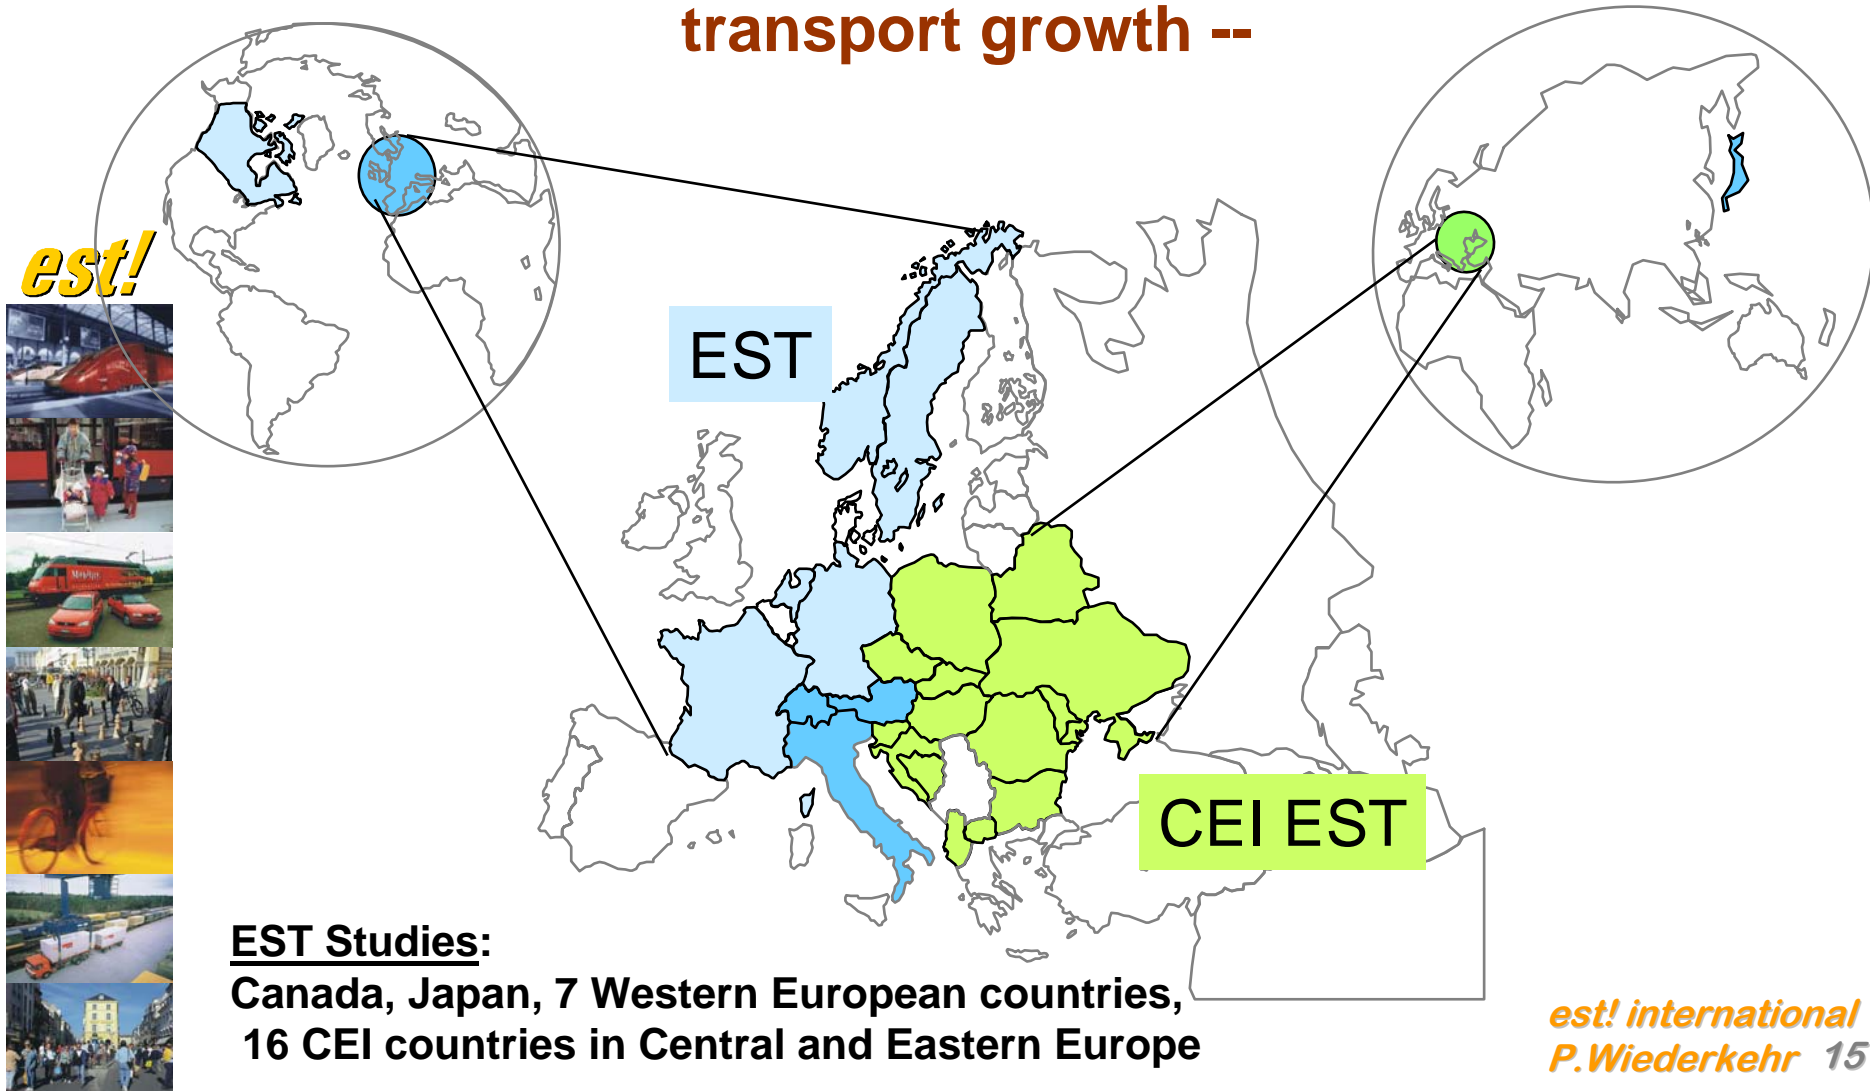 transport growth --
est!
EST
CEI EST
EST Studies:
Canada, Japan, 7 Western European countries,
16 CEI countries in Central and Eastern Europe
est! international
P.Wiederkehr 15